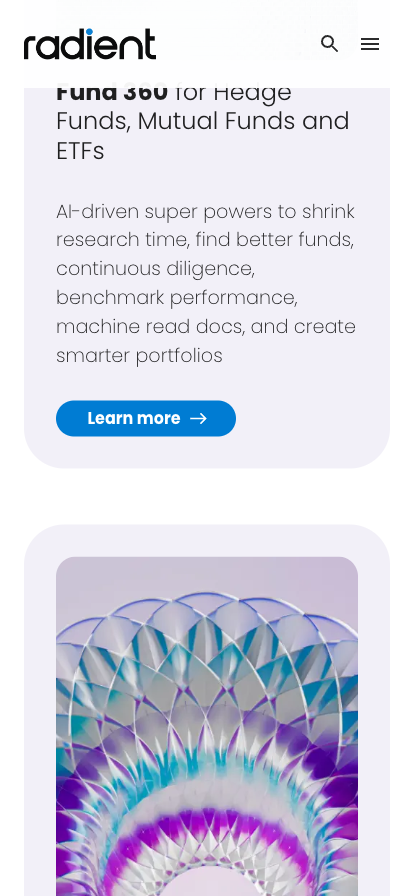 radient
Fund 360 for Hedge
Funds, Mutual Funds and
ETFs
AI-driven super powers to shrink
research time, find better funds,
continuous diligence,
benchmark performance,
machine read docs, and create
smarter portfolios
Learn more →